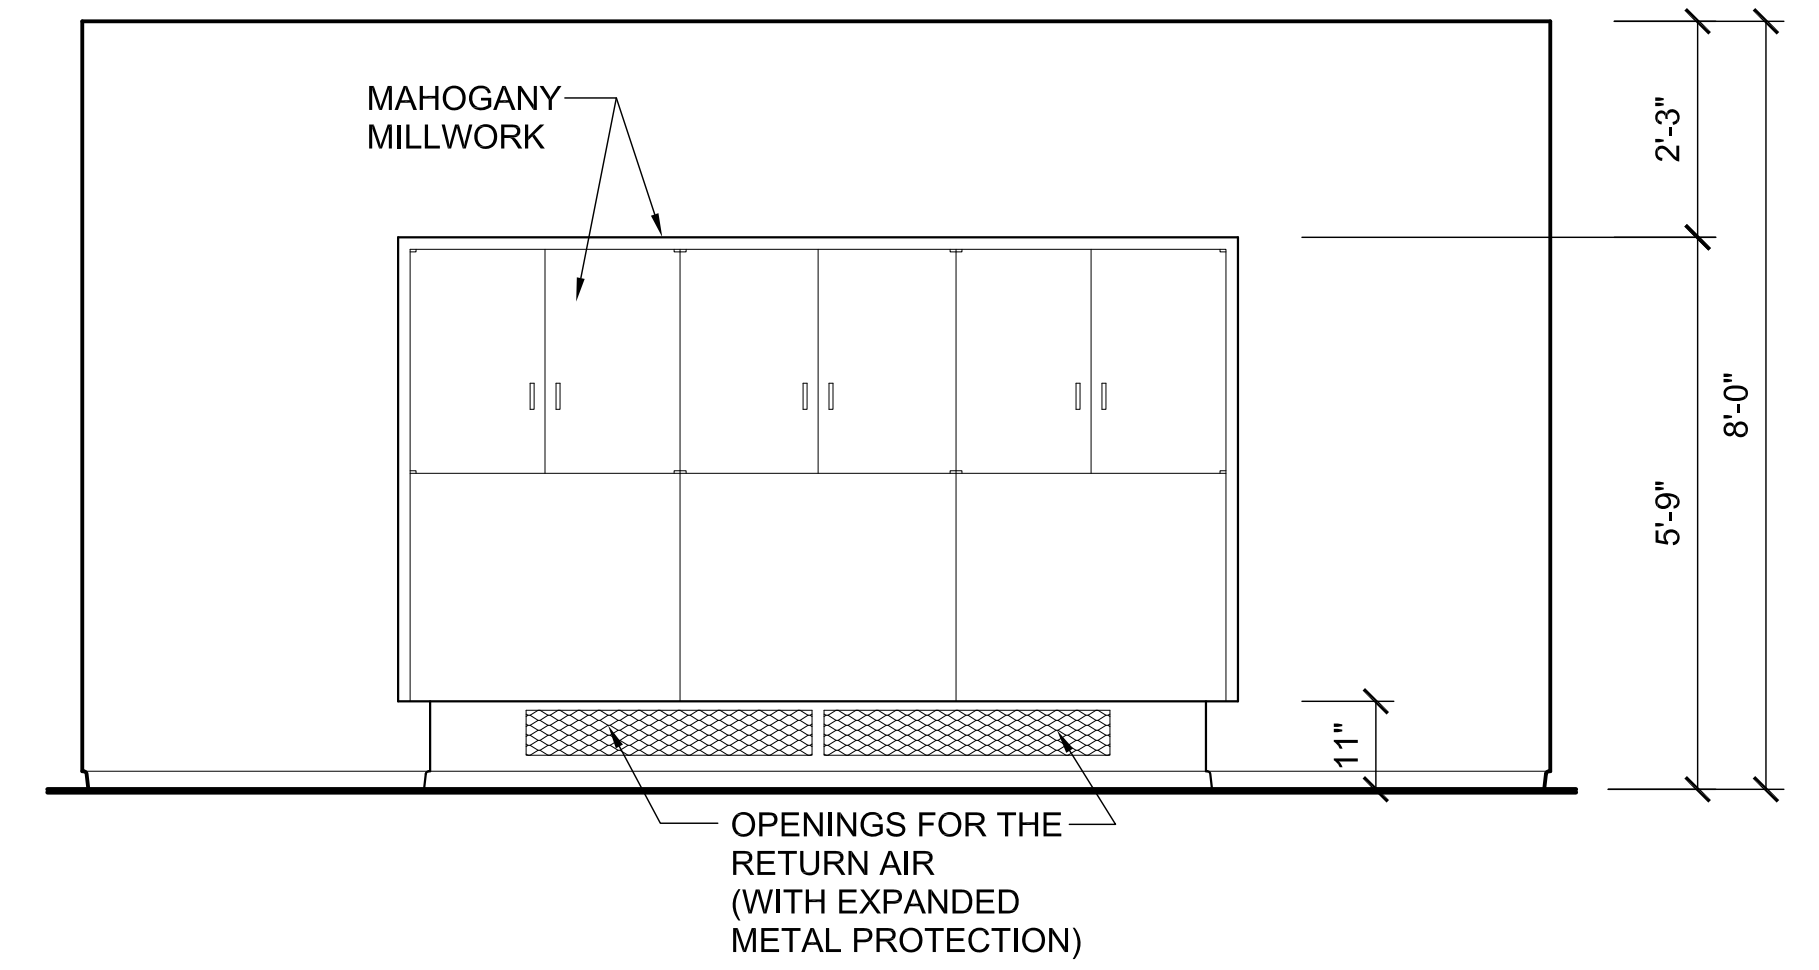 MAHOGANY
MILLWORK
2'-3"
8'-0"
5'-9"
11"
OPENINGS FOR THE
RETURN AIR
(WITH EXPANDED
METAL PROTECTION)